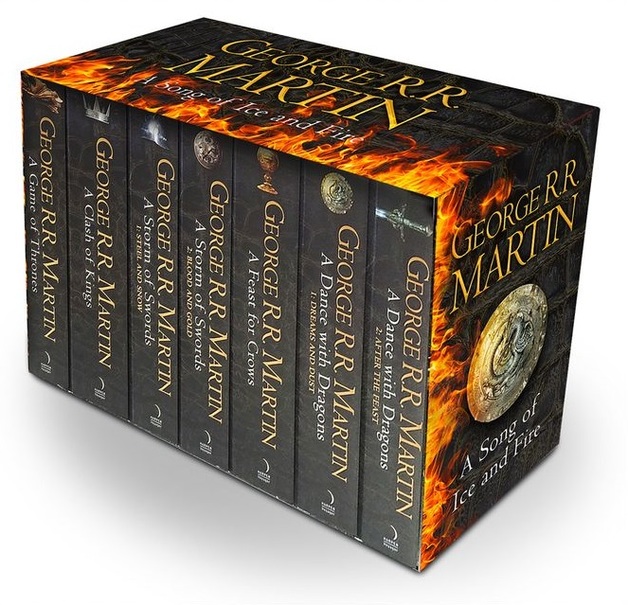 GEORGE R.R.
MARTIN
A Song of Ice and Fire
GEORGE R.R. MARTIN
A Game of Thrones
GEORGE R.R. MARTIN
A Clash of Kings
GEORGE R.R. MARTIN
A Storm of Swords
1: STEEL AND SNOW
GEORGE R.R. MARTIN
A Storm of Swords
2: BLOOD AND GOLD
GEORGE R.R. MARTIN
A Feast for Crows
GEORGE R.R. MARTIN
A Dance with Dragons
1: DREAMS AND DUST
GEORGE R.R. MARTIN
A Dance with Dragons
2: AFTER THE FEAST
GEORGE R.R.
MARTIN
A Song of
Ice and Fire